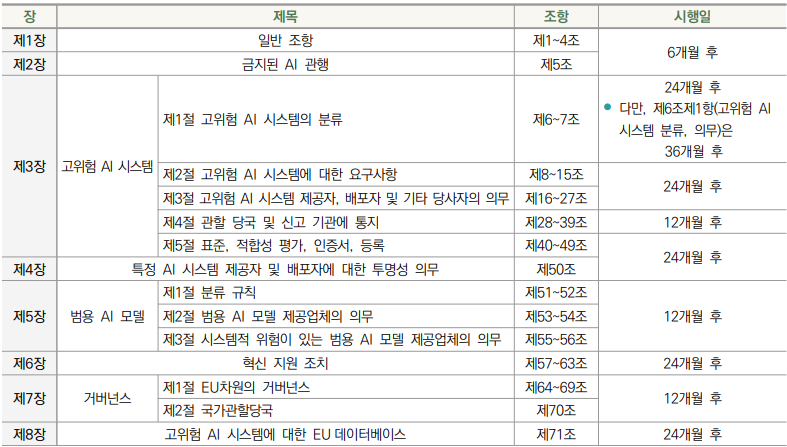 장 제목 조항 시행일
제1장 일반 조항 제1~4조 6개월 후
제2장 금지된 AI 관행 제5조
제3장 고위험 AI 시스템 제1절 고위험 AI 시스템의 분류 제6~7조 24개월 후
● 다만, 제6조제1항(고위험 AI
시스템 분류, 의무)은
36개월 후
제2절 고위험 AI 시스템에 대한 요구사항 제8~15조 24개월 후
제3절 고위험 AI 시스템 제공자, 배포자 및 기타 당사자의 의무 제16~27조
제4절 관할 당국 및 신고 기관에 통지 제28~39조 12개월 후
제5절 표준, 적합성 평가, 인증서, 등록 제40~49조 24개월 후
제4장 특정 AI 시스템 제공자 및 배포자에 대한 투명성 의무 제50조
제5장 범용 AI 모델 제1절 분류 규칙 제51~52조 12개월 후
제2절 범용 AI 모델 제공업체의 의무 제53~54조
제3절 시스템적 위험이 있는 범용 AI 모델 제공업체의 의무 제55~56조
제6장 혁신 지원 조치 제57~63조 24개월 후
제7장 거버넌스 제1절 EU차원의 거버넌스 제64~69조 12개월 후
제2절 국가관할당국 제70조
제8장 고위험 AI 시스템에 대한 EU 데이터베이스 제71조 24개월 후